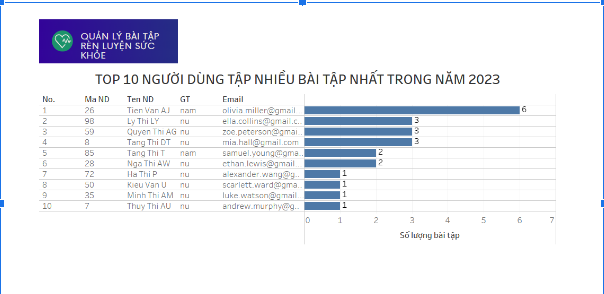 QUẢN LÝ BÀI TẬP
RÈN LUYỆN SỨC
KHỎE
TOP 10 NGƯỜI DÙNG TẬP NHIỀU BÀI TẬP NHẤT TRONG NĂM 2023
No. Ma ND Ten ND GT Email
1 26 Tien Van AJ nam olivia.miller@gmail... 6
2 98 Ly Thi LY nu ella.collins@gmail.c... 3
3 59 Quyen Thi AG nu zoe.peterson@gmai... 3
4 8 Tang Thi DT nu mia.hall@gmail.com 3
5 85 Tang Thi T nam samuel.young@gma... 2
6 28 Nga Thi AW nu ethan.lewis@gmail... 2
7 72 Ha Thi P nu alexander.wang@g... 1
8 50 Kieu Van U nu scarlett.ward@gma... 1
9 35 Minh Thi AM nu luke.watson@gmail... 1
10 7 Thuy Thi AU nu andrew.murphy@g... 1
0 1 2 3 4 5 6 7
Số lượng bài tập